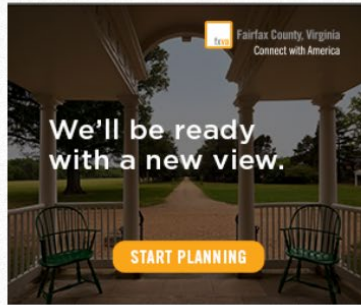 fxva
Fairfax County, Virginia
Connect with America
We'll be ready
with a new view.
START PLANNING